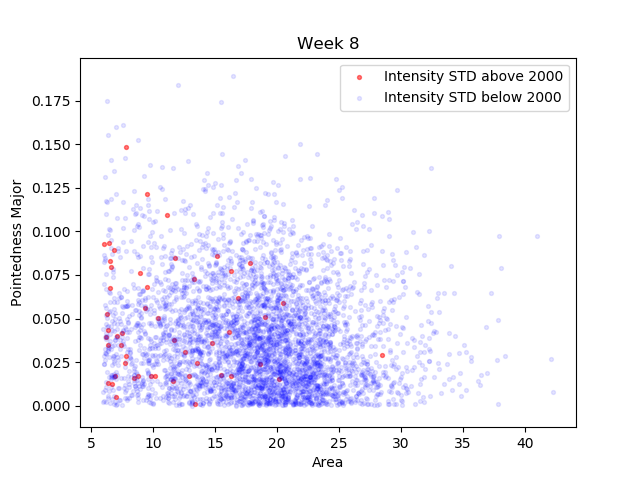 Week 8
Intensity STD above 2000
Intensity STD below 2000
Pointedness Major
0.175
0.150
0.125
0.100
0.075
0.050
0.025
0.000
5 10 15 20 25 30 35 40
Area